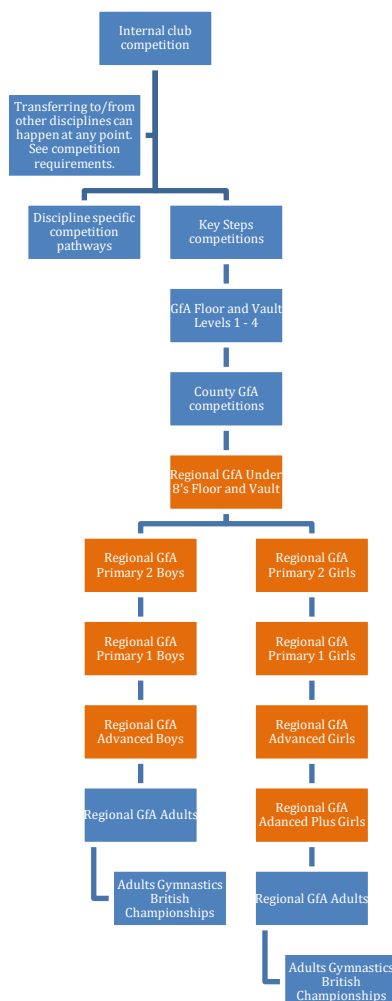 Internal club
competition
Transferring to/from
other disciplines can
happen at any point.
See competition
requirements.
Discipline specific
competition
pathways
Key Steps
competitions
GfA Floor and Vault
Levels 1 - 4
County GfA
competitions
Regional GfA Under
8's Floor and Vault
Regional GfA
Primary 2 Boys
Regional GfA
Primary 2 Girls
Regional GfA
Primary 1 Boys
Regional GfA
Primary 1 Girls
Regional GfA
Advanced Boys
Regional GfA
Advanced Girls
Regional GfA Adults
Regional GfA
Adanced Plus Girls
Adults Gymnastics
British
Championships
Regional GfA Adults
Adults Gymnastics
British
Championships